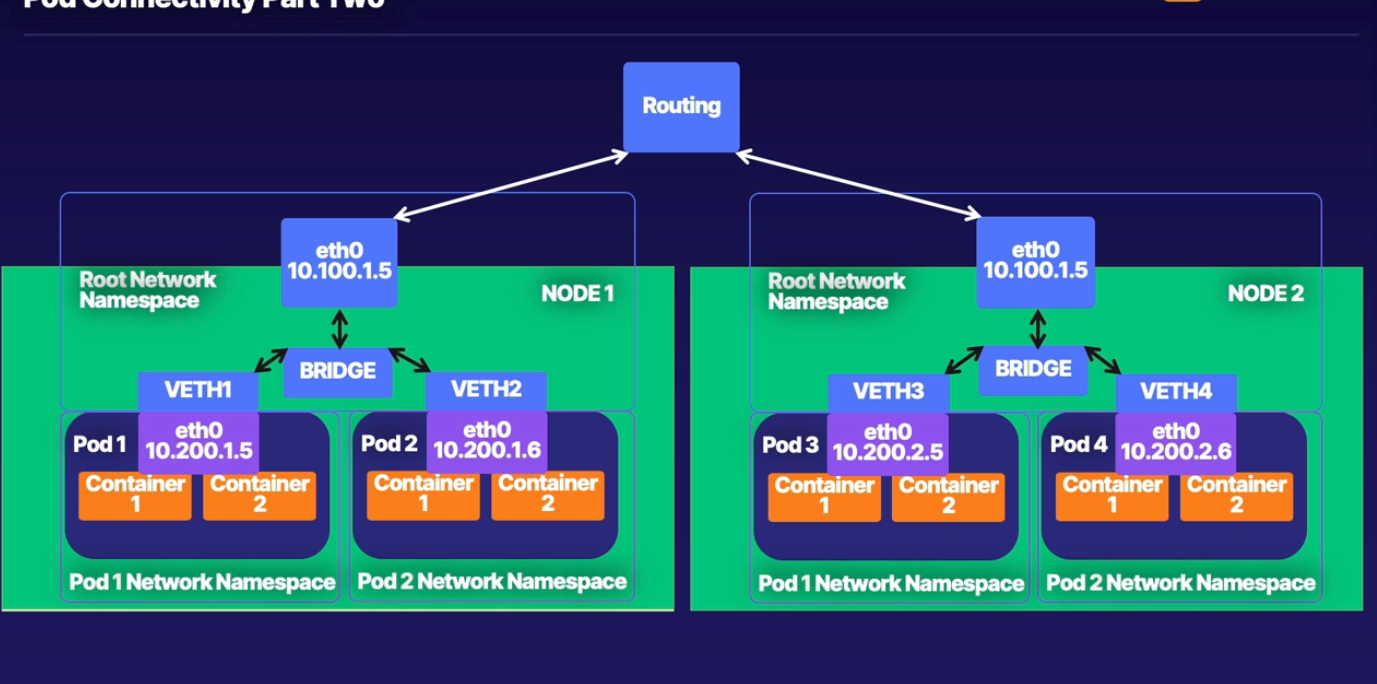 Pod Connectivity Part Two
Routing
eth0
10.100.1.5
Root Network
Namespace
NODE 1
BRIDGE
VETH1
VETH2
Pod 1
eth0
10.200.1.5
Container
1
Container
2
Pod 1 Network Namespace
Pod 2
eth0
10.200.1.6
Container
1
Container
2
Pod 2 Network Namespace
eth0
10.100.1.5
Root Network
Namespace
NODE 2
BRIDGE
VETH3
VETH4
Pod 3
eth0
10.200.2.5
Container
1
Container
2
Pod 1 Network Namespace
Pod 4
eth0
10.200.2.6
Container
1
Container
2
Pod 2 Network Namespace